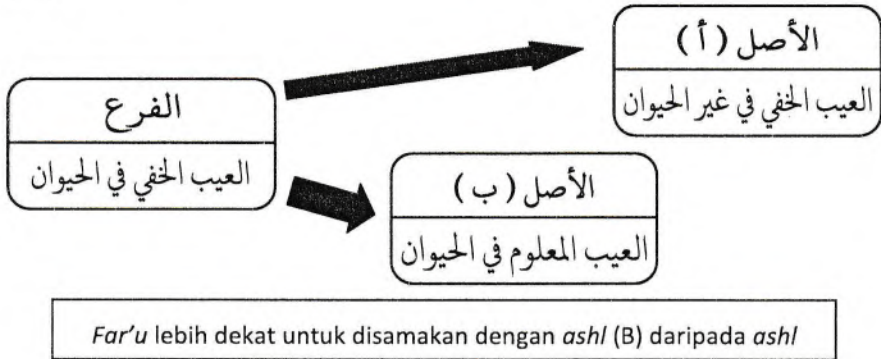 الأصل (أ)
العيب الخفي في غير الحيوان
الفرع
العيب الخفي في الحيوان
الأصل (ب)
العيب المعلوم في الحيوان
Far'u lebih dekat untuk disamakan dengan ashl (B) daripada ashl